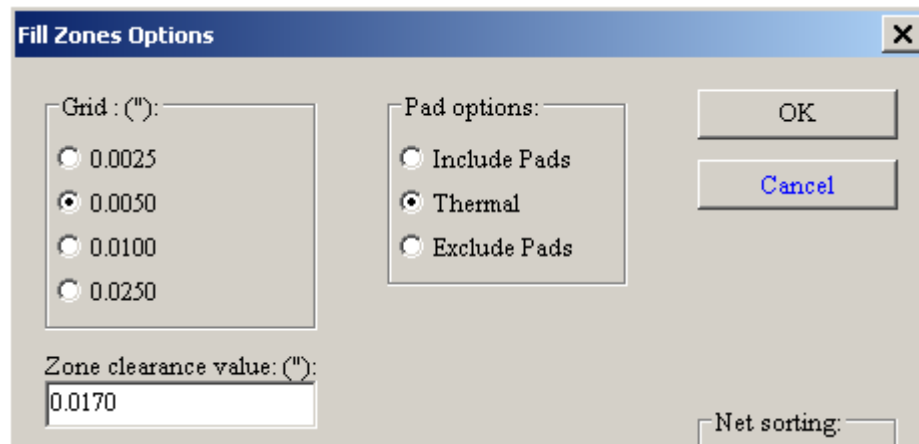 Fill Zones Options
Grid : ("):
0.0025
0.0050
0.0100
0.0250
Zone clearance value: ("):
0.0170
Pad options:
Include Pads
Thermal
Exclude Pads
OK
Cancel
Net sorting: